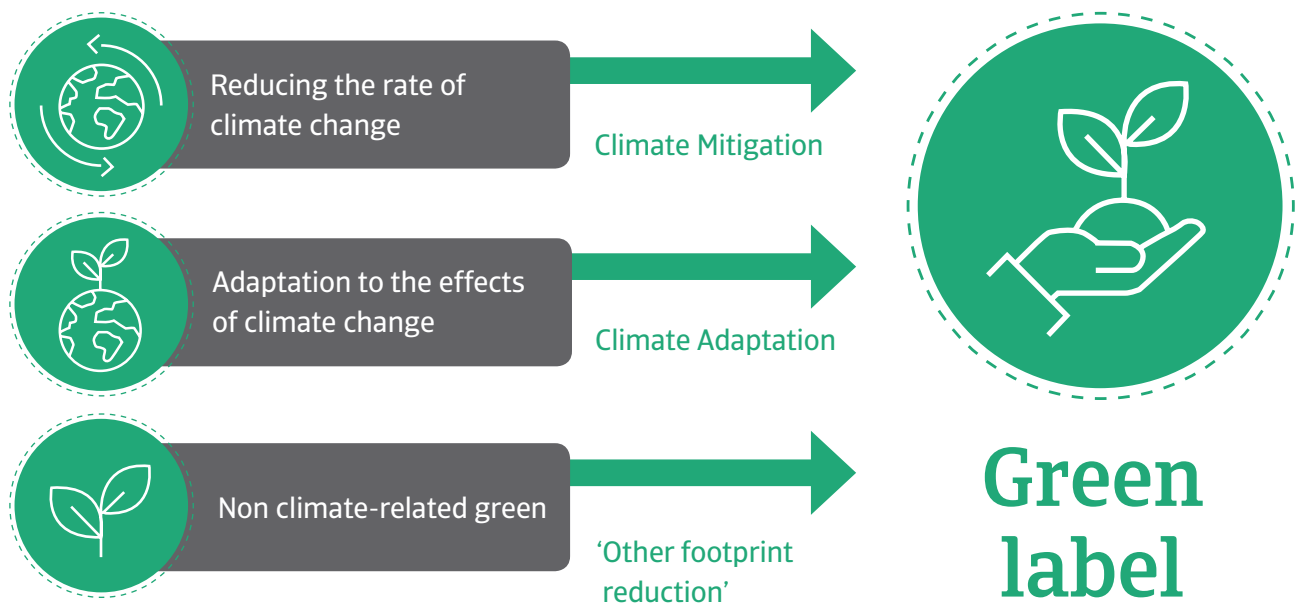 Reducing the rate of
climate change
Climate Mitigation
Adaptation to the effects
of climate change
Climate Adaptation
Non climate-related green
‘Other footprint
reduction’
Green
label